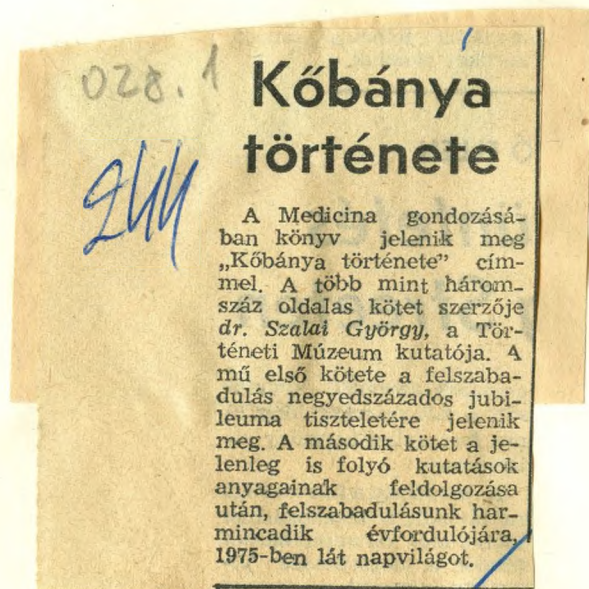 028.1
244
Kőbánya
története
A Medicina gondozásá-
ban könyv jelenik meg
„Kőbánya története” cím-
mel. A több mint három-
száz oldalas kötet szerzője
dr. Szalai György, a Tör-
téneti Múzeum kutatója. A
mű első kötete a felszaba-
dulás negyedszázados jubi-
leuma tiszteletére jelenik
meg. A második kötet a je-
lenleg is folyó kutatások
anyagainak feldolgozása
után, felszabadulásunk har-
mincadik évfordulójára,
1975-ben lát napvilágot.